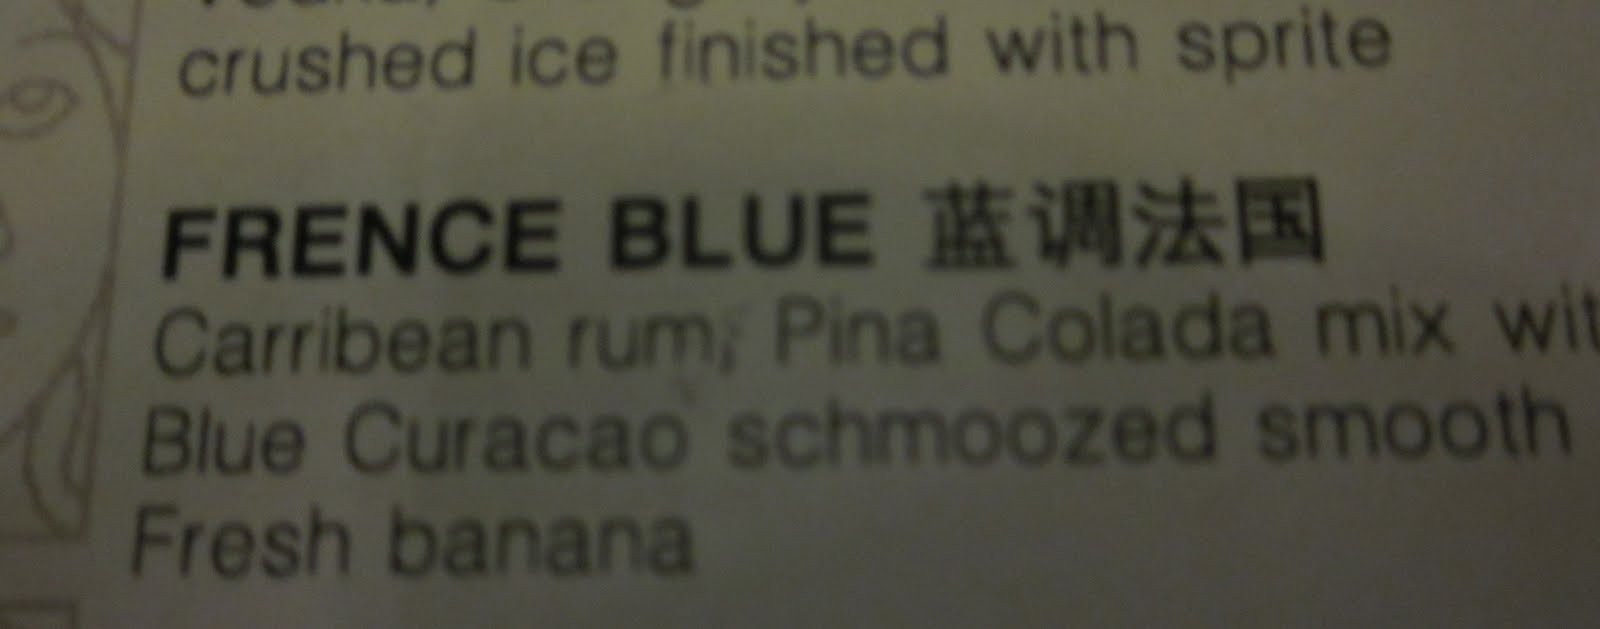 crushed ice finished with sprite
FRENCE BLUE 蓝调法国
Carribean rum, Pina Colada mix wit
Blue Curacao schmoozed smooth
Fresh banana